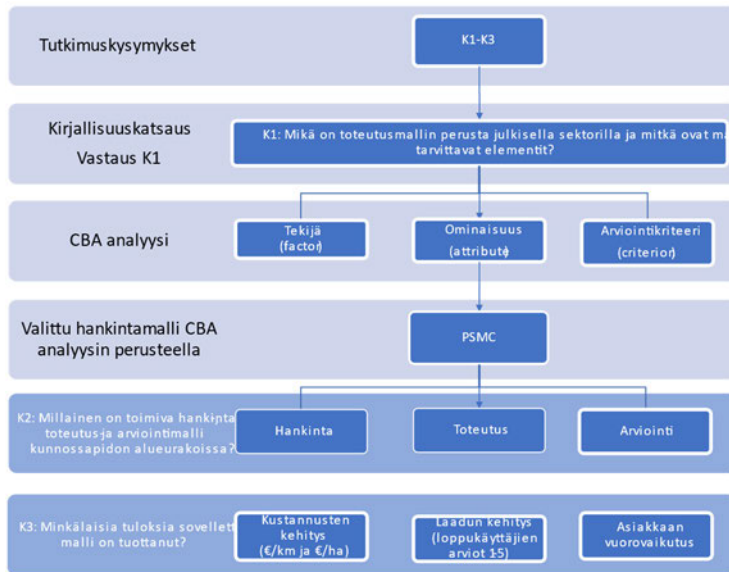 Tutkimuskysymykset
K1-K3
Kirjallisuuskatsaus
Vastaus K1
K1: Mikä on toteutusmallin perusta julkisella sektorilla ja mitkä ovat ma
tarvittavat elementit?
CBA analyysi
Tekijä
(factor)
Ominaisuus
(attribute)
Arviointikriteeri
(criterior)
Valittu hankintamalli CBA
analyysin perusteella
PSMC
K2: Millainen on toimiva hankinta
toteutus-ja arviointimalli
kunnossapidon alueurakoissa?
Hankinta
Toteutus
Arviointi
K3: Minkälaisia tuloksia sovellett
malli on tuottanut?
Kustannusten
kehitys
(€/km ja €/ha)
Laadun kehitys
(loppukäyttäjien
arviot 1-5)
Asiakkaan
vuorovaikutus